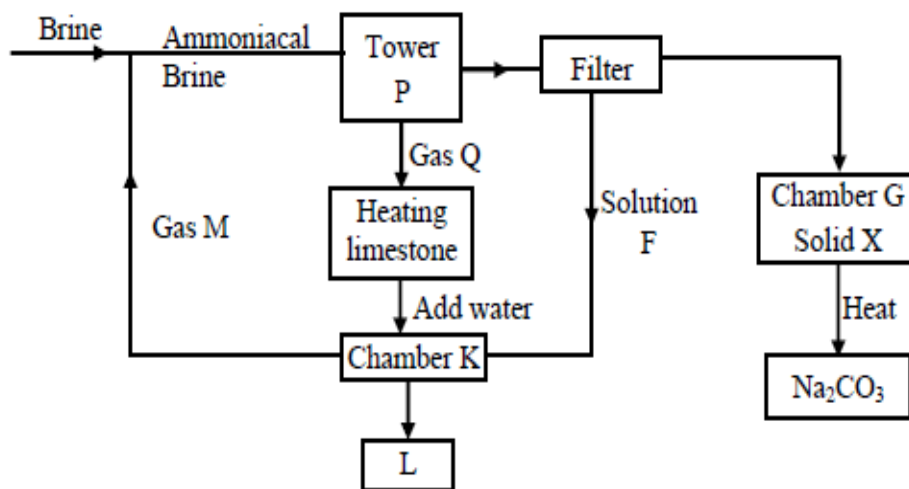 Brine
Ammoniacal
Brine
Tower
P
Filter
Gas Q
Gas M
Heating
limestone
Solution
F
Chamber G
Solid X
Add water
Heat
Chamber K
Na₂CO₃
L